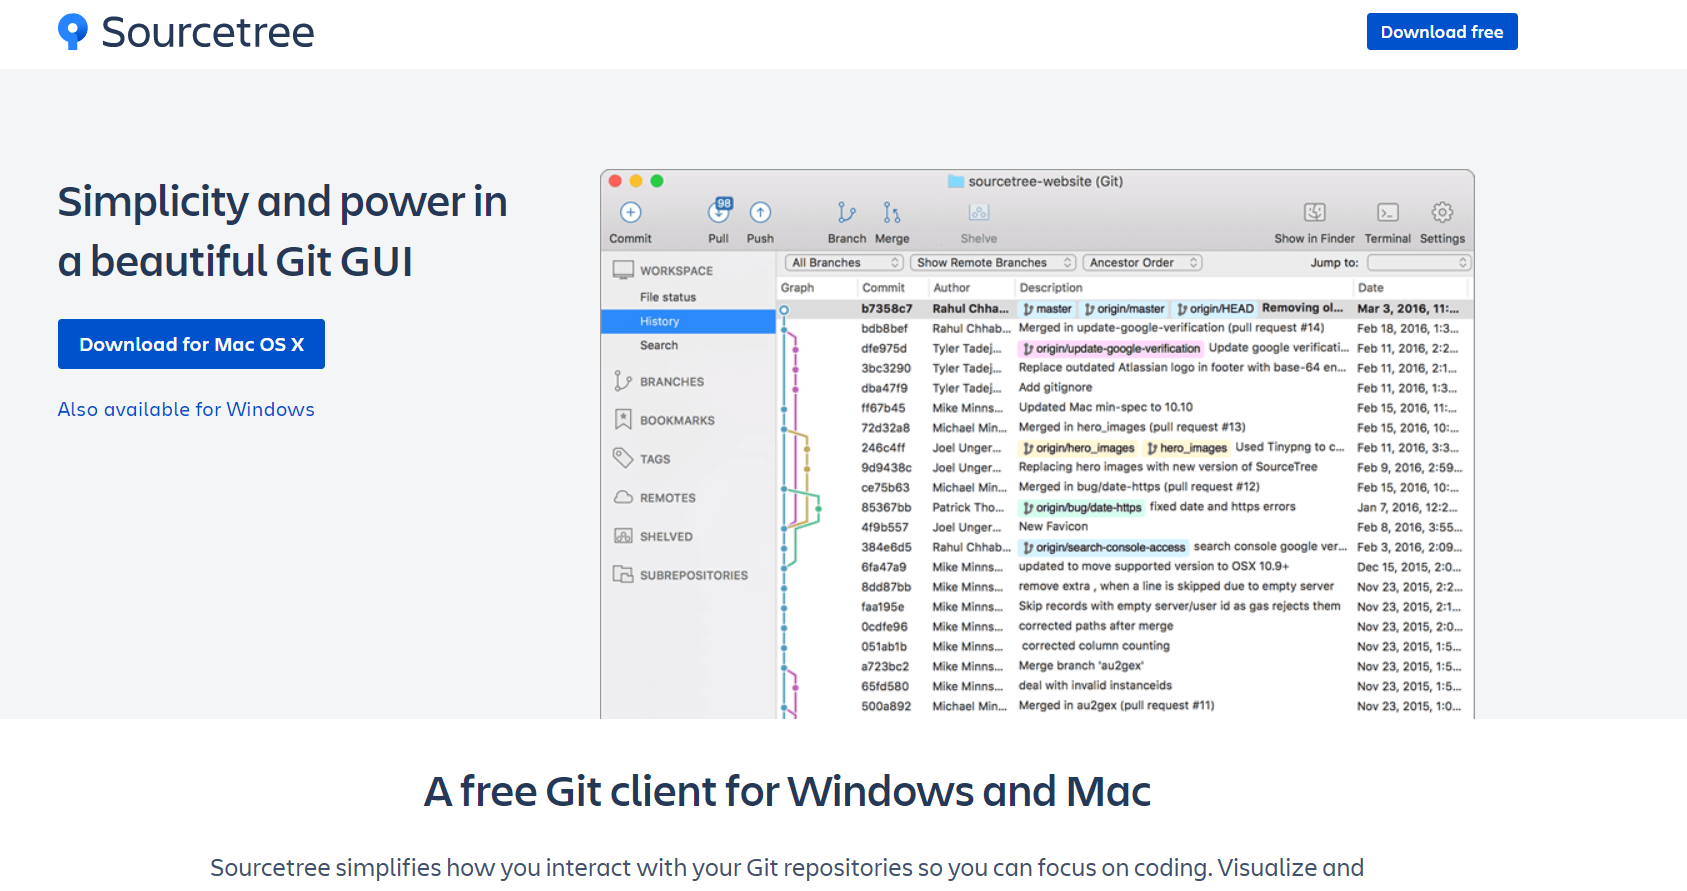 Sourcetree
Download free
Simplicity and power in
a beautiful Git GUI
Download for Mac OS X
Also available for Windows
sourcetree-website (Git)
98
Commit Pull Push Branch Merge Shelve Show in Finder Terminal Settings
WORKSPACE
File status
History
Search
BRANCHES
BOOKMARKS
TAGS
REMOTES
SHELVED
SUBREPOSITORIES
All Branches Show Remote Branches Ancestor Order Jump to:
Graph Commit Author Description Date
b7358c7 Rahul Chha... master origin/master origin/HEAD Removing ol... Mar 3, 2016, 11:...
bdb8bef Rahul Chhab... Merged in update-google-verification (pull request #14) Feb 18, 2016, 1:3...
dfe975d Tyler Tadej... origin/update-google-verification Update google verificati... Feb 11, 2016, 2:2...
3bc3290 Tyler Tadej... Replace outdated Atlassian logo in footer with base-64 en... Feb 11, 2016, 2:1...
dba47f9 Tyler Tadej... Add gitignore Feb 11, 2016, 1:3...
ff67b45 Mike Minns... Updated Mac min-spec to 10.10 Feb 15, 2016, 11:...
72d32a8 Michael Min... Merged in hero_images (pull request #13) Feb 15, 2016, 10:...
246c4ff Joel Unger... origin/hero_images hero_images Used Tinypng to c... Feb 11, 2016, 3:3...
9d9438c Joel Unger... Replacing hero images with new version of SourceTree Feb 9, 2016, 2:59...
ce75b63 Michael Min... Merged in bug/date-https (pull request #12) Feb 15, 2016, 10:...
85367bb Patrick Tho... origin/bug/date-https fixed date and https errors Jan 7, 2016, 12:2...
4f9b557 Joel Unger... New Favicon Feb 8, 2016, 3:55...
384e6d5 Rahul Chhab... origin/search-console-access search console google ver... Feb 3, 2016, 2:09...
6fa47a9 Mike Minns... updated to move supported version to OSX 10.9+ Dec 15, 2015, 2:0...
8dd87bb Mike Minns... remove extra , when a line is skipped due to empty server Nov 23, 2015, 2:2...
faa195e Mike Minns... Skip records with empty server/user id as gas rejects them Nov 23, 2015, 2:1...
0cdfe96 Mike Minns... corrected paths after merge Nov 23, 2015, 2:0...
051ab1b Mike Minns... corrected column counting Nov 23, 2015, 1:5...
a723bc2 Mike Minns... Merge branch 'au2gex' Nov 23, 2015, 1:5...
65fd580 Mike Minns... deal with invalid instanceids Nov 23, 2015, 1:5...
500a892 Michael Min... Merged in au2gex (pull request #11) Nov 23, 2015, 1:0...
A free Git client for Windows and Mac
Sourcetree simplifies how you interact with your Git repositories so you can focus on coding. Visualize and